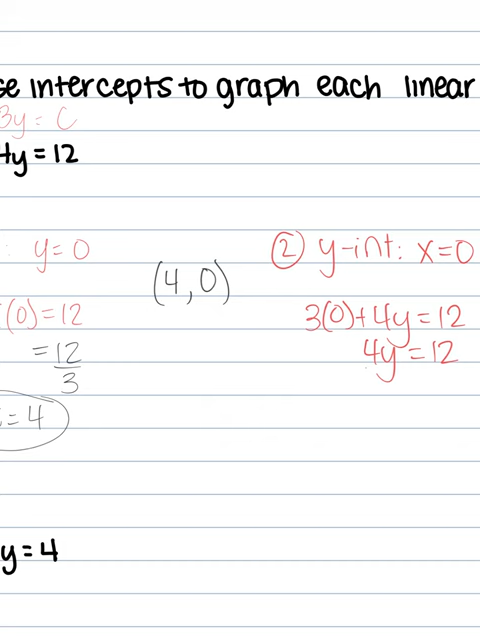 se intercepts to graph each linear
3y = C
4y = 12
: y = 0
(0) = 12
= 12/3
= 4
(4, 0)
② y-int: x = 0
3(0) + 4y = 12
4y = 12
y = 4